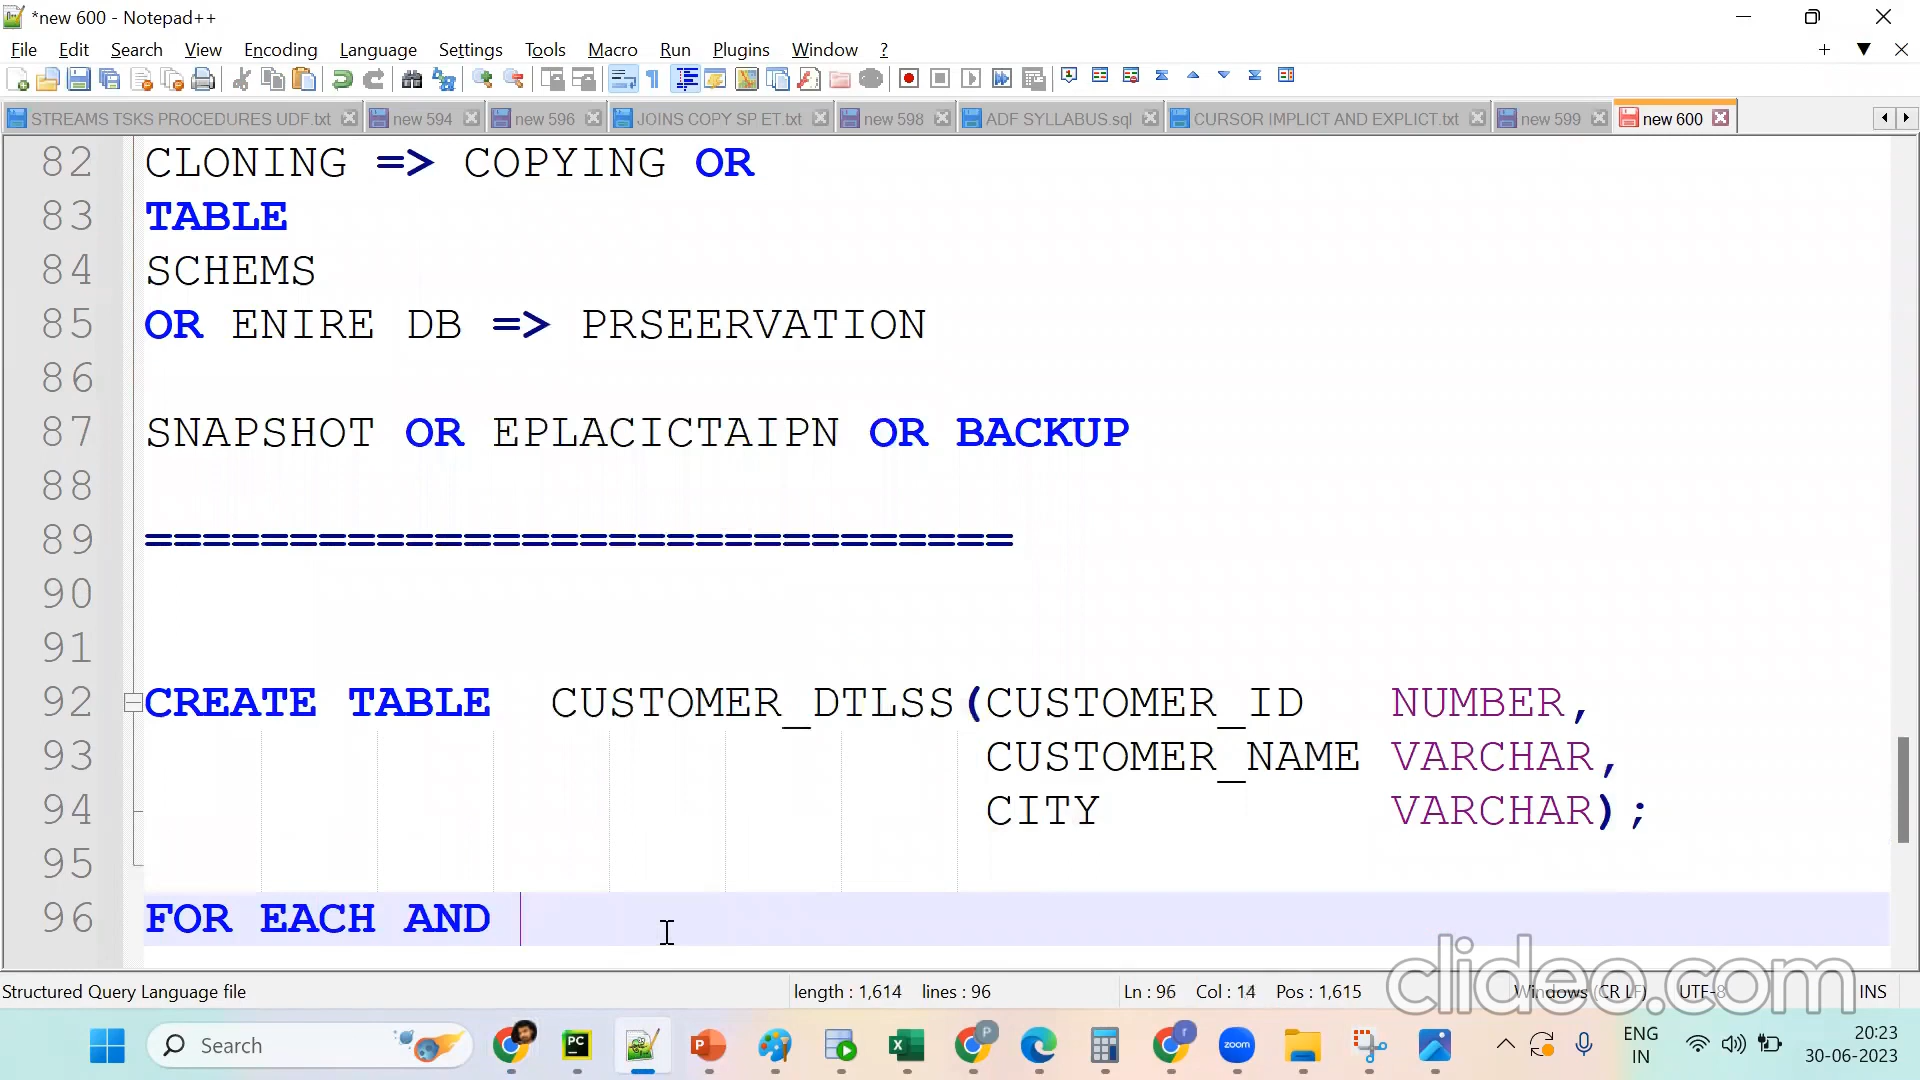 *new 600 - Notepad++
File Edit Search View Encoding Language Settings Tools Macro Run Plugins Window ?
STREAMS TSKS PROCEDURES UDF.txt new 594 new 596 JOINS COPY SP ET.txt new 598 ADF SYLLABUS.sql CURSOR IMPLICT AND EXPLICT.txt new 599 new 600
82 CLONING => COPYING OR
83 TABLE
84 SCHEMS
85 OR ENIRE DB => PRSEERVATION
86
87 SNAPSHOT OR EPLACICTAIPN OR BACKUP
88
89 ==============================
90
91
92 CREATE TABLE CUSTOMER_DTLSS(CUSTOMER_ID NUMBER,
93 CUSTOMER_NAME VARCHAR,
94 CITY VARCHAR);
95
96 FOR EACH AND
clideo.com
Structured Query Language file length : 1,614 lines : 96 Ln : 96 Col : 14 Pos : 1,615 Windows (CR LF) UTF-8 INS
Search PC P X P r zoom ENG 20:23
IN 30-06-2023